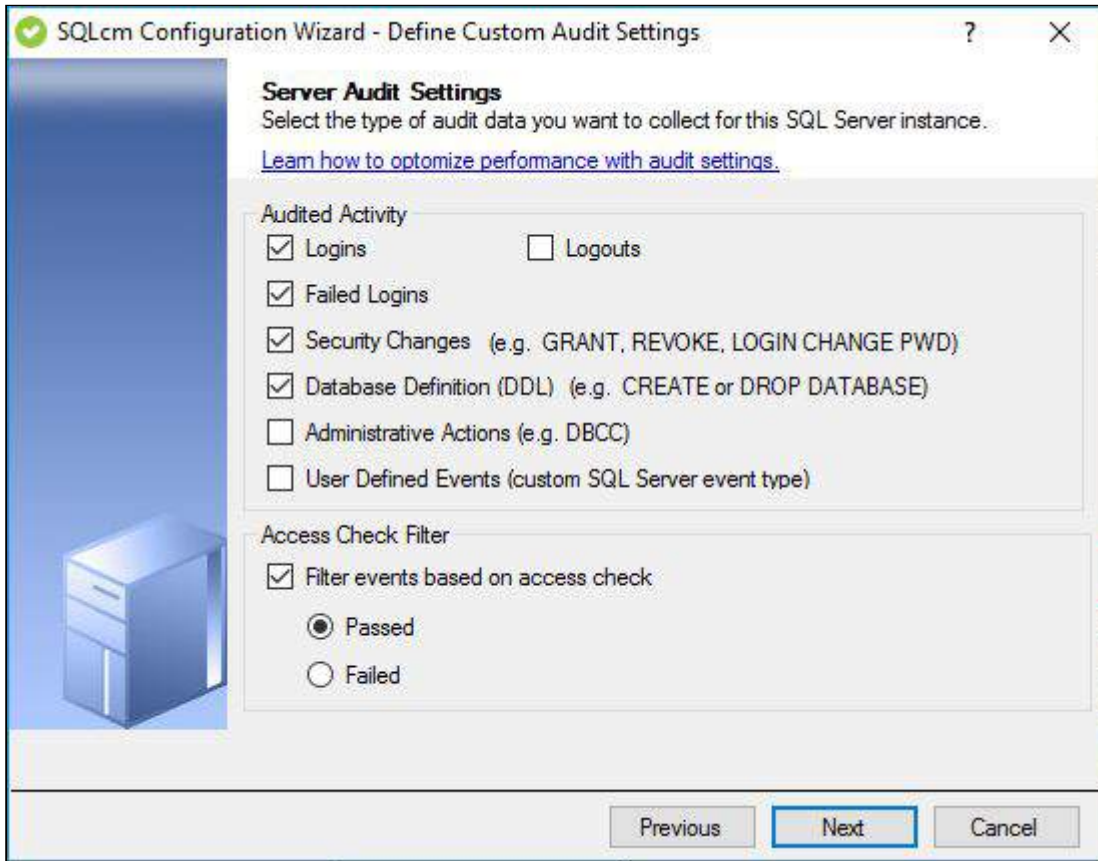 SQLcm Configuration Wizard - Define Custom Audit Settings ?
Server Audit Settings
Select the type of audit data you want to collect for this SQL Server instance.
Learn how to optomize performance with audit settings.
Audited Activity
Logins Logouts
Failed Logins
Security Changes (e.g. GRANT, REVOKE, LOGIN CHANGE PWD)
Database Definition (DDL) (e.g. CREATE or DROP DATABASE)
Administrative Actions (e.g. DBCC)
User Defined Events (custom SQL Server event type)
Access Check Filter
Filter events based on access check
Passed
Failed
Previous Next Cancel